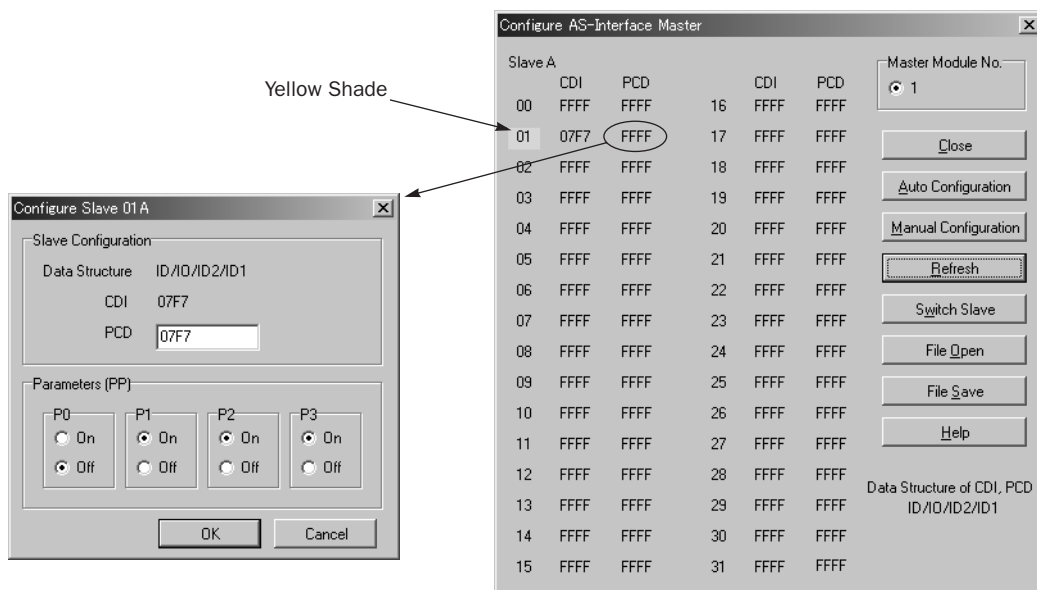 Yellow Shade
Configure AS-Interface Master
Slave A
CDI PCD CDI PCD
00 FFFF FFFF 16 FFFF FFFF
01 07F7 FFFF 17 FFFF FFFF
02 FFFF FFFF 18 FFFF FFFF
03 FFFF FFFF 19 FFFF FFFF
04 FFFF FFFF 20 FFFF FFFF
05 FFFF FFFF 21 FFFF FFFF
06 FFFF FFFF 22 FFFF FFFF
07 FFFF FFFF 23 FFFF FFFF
08 FFFF FFFF 24 FFFF FFFF
09 FFFF FFFF 25 FFFF FFFF
10 FFFF FFFF 26 FFFF FFFF
11 FFFF FFFF 27 FFFF FFFF
12 FFFF FFFF 28 FFFF FFFF
13 FFFF FFFF 29 FFFF FFFF
14 FFFF FFFF 30 FFFF FFFF
15 FFFF FFFF 31 FFFF FFFF
Master Module No.
1
Close
Auto Configuration
Manual Configuration
Refresh
Switch Slave
File Open
File Save
Help
Data Structure of CDI, PCD
ID/IO/ID2/ID1
Configure Slave 01A
Slave Configuration
Data Structure ID/IO/ID2/ID1
CDI 07F7
PCD 07F7
Parameters (PP)
P0 P1 P2 P3
On On On On
Off Off Off Off
OK Cancel